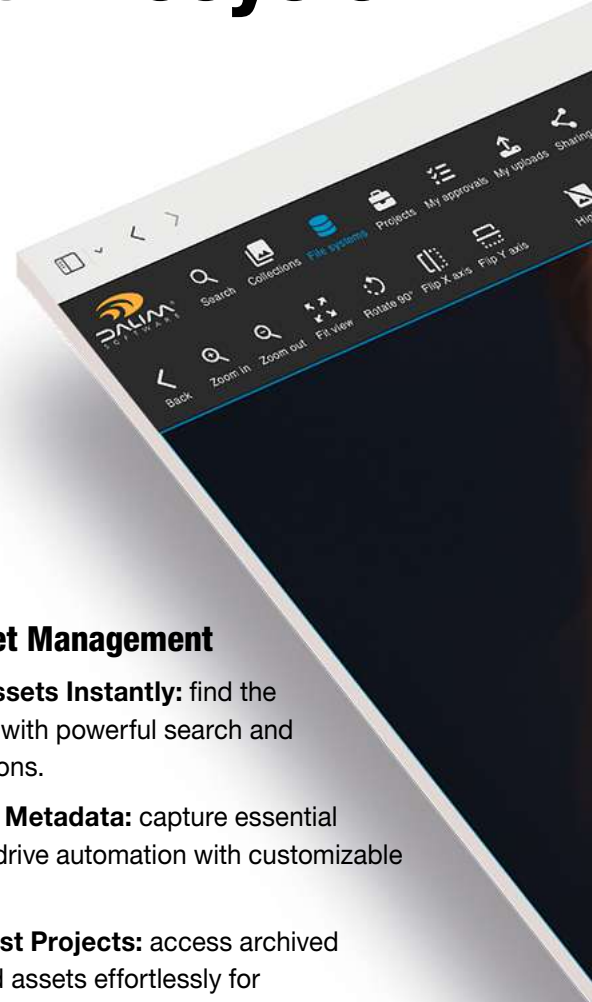 DALIM
SOFTWARE
Search
Collections
File systems
Projects
My approvals
My uploads
Sharing
Back
Zoom in
Zoom out
Fit view
Rotate 90°
Flip X axis
Flip Y axis
et Management
ssets Instantly: find the
with powerful search and
ons.
Metadata: capture essential
drive automation with customizable
st Projects: access archived
d assets effortlessly for